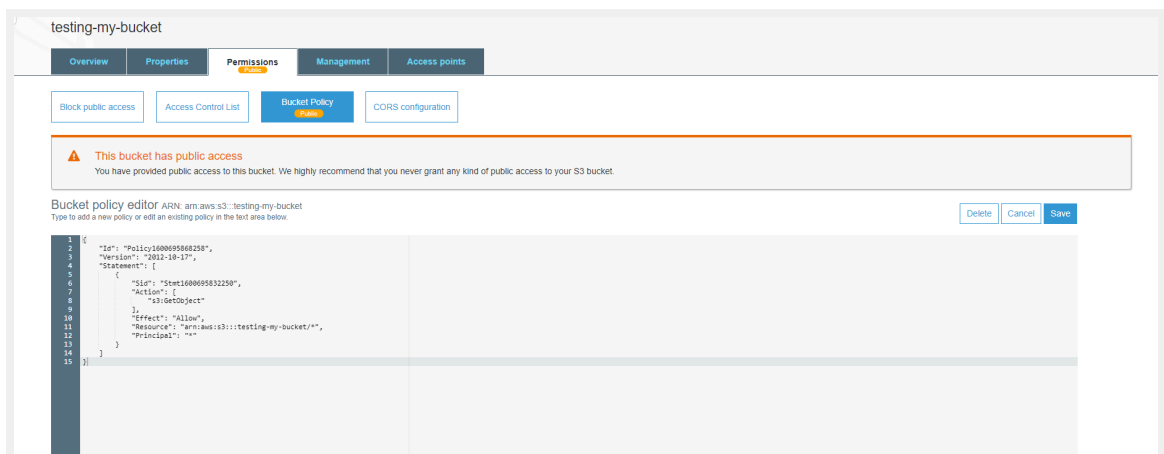 testing-my-bucket
Overview Properties Permissions Management Access points
Public
Block public access Access Control List Bucket Policy CORS configuration
Public
This bucket has public access
You have provided public access to this bucket. We highly recommend that you never grant any kind of public access to your S3 bucket.
Bucket policy editor ARN: arn:aws:s3:::testing-my-bucket
Type to add a new policy or edit an existing policy in the text area below.
Delete Cancel Save
1 {
2 "Id": "Policy1600695868258",
3 "Version": "2012-10-17",
4 "Statement": [
5 {
6 "Sid": "Stmt1600695832250",
7 "Action": [
8 "s3:GetObject"
9 ],
10 "Effect": "Allow",
11 "Resource": "arn:aws:s3:::testing-my-bucket/*",
12 "Principal": "*"
13 }
14 ]
15 }